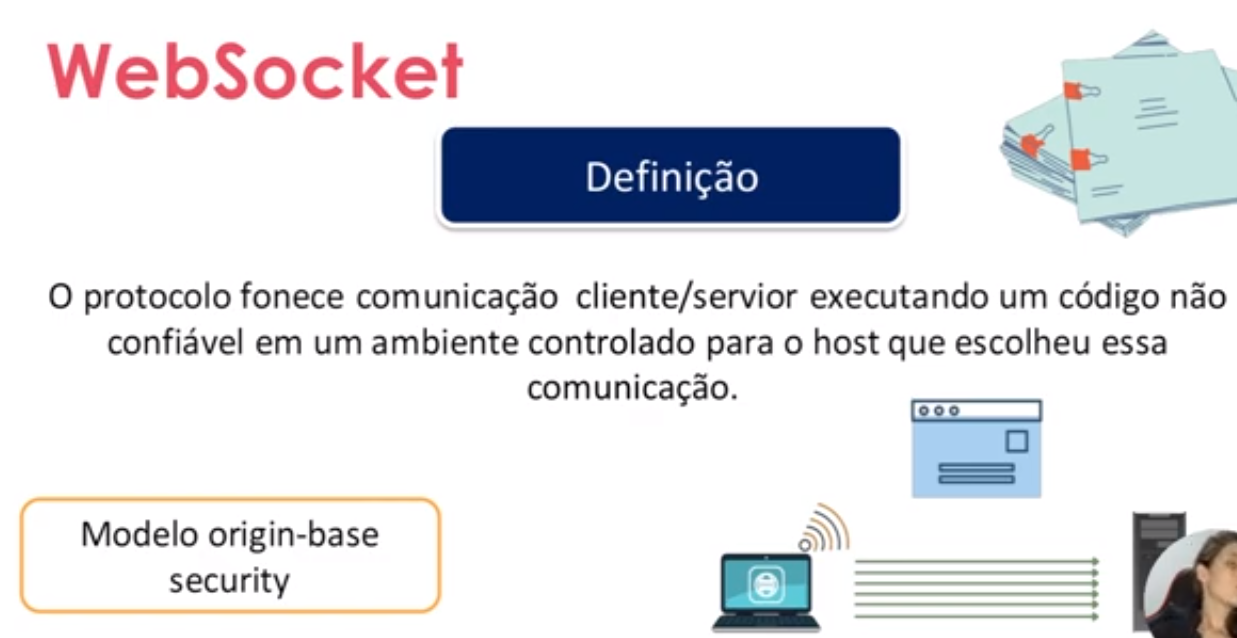 WebSocket
Definição
O protocolo fonece comunicação cliente/servior executando um código não
confiável em um ambiente controlado para o host que escolheu essa
comunicação.
Modelo origin-base
security